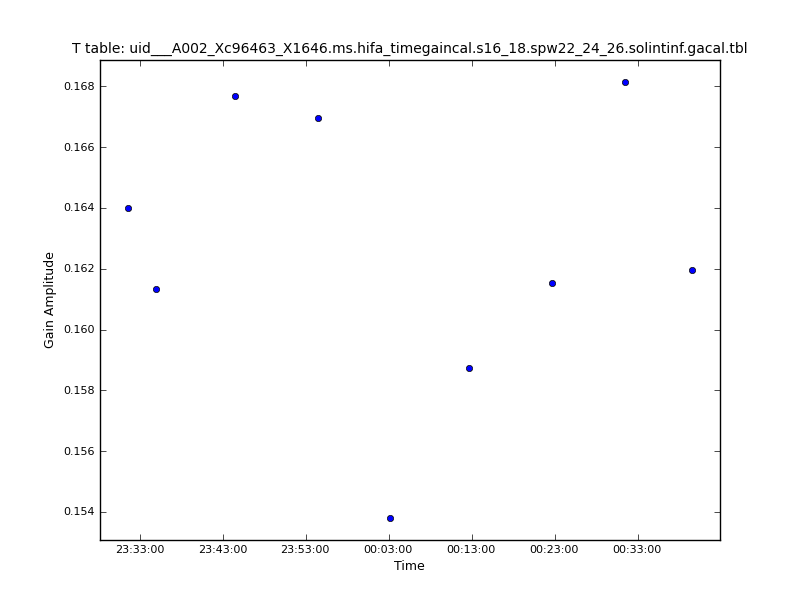 T table: uid___A002_Xc96463_X1646.ms.hifa_timegaincal.s16_18.spw22_24_26.solintinf.gacal.tbl
0.168
0.166
0.164
0.162
0.160
0.158
0.156
0.154
Gain Amplitude
23:33:00 23:43:00 23:53:00 00:03:00 00:13:00 00:23:00 00:33:00
Time